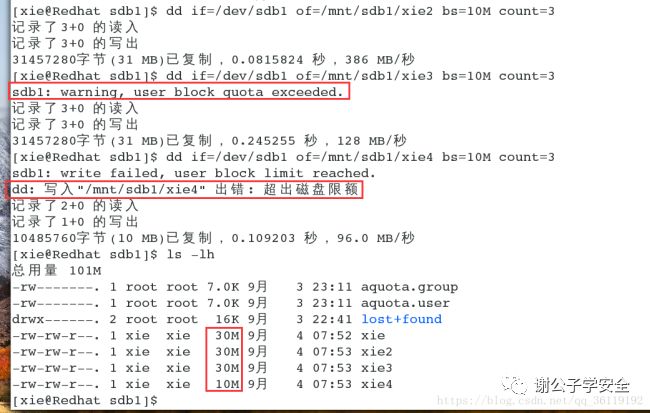 [xie@Redhat sdb1]$ dd if=/dev/sdb1 of=/mnt/sdb1/xie2 bs=10M count=3
记录了3+0 的读入
记录了3+0 的写出
31457280字节(31 MB)已复制，0.0815824 秒，386 MB/秒
[xie@Redhat sdb1]$ dd if=/dev/sdb1 of=/mnt/sdb1/xie3 bs=10M count=3
sdb1: warning, user block quota exceeded.
记录了3+0 的读入
记录了3+0 的写出
31457280字节(31 MB)已复制，0.245255 秒，128 MB/秒
[xie@Redhat sdb1]$ dd if=/dev/sdb1 of=/mnt/sdb1/xie4 bs=10M count=3
sdb1: write failed, user block limit reached.
dd: 写入"/mnt/sdb1/xie4" 出错: 超出磁盘限额
记录了2+0 的读入
记录了1+0 的写出
10485760字节(10 MB)已复制，0.109203 秒，96.0 MB/秒
[xie@Redhat sdb1]$ ls -lh
总用量 101M
-rw-------. 1 root root 7.0K 9月   3 23:11 aquota.group
-rw-------. 1 root root 7.0K 9月   3 23:11 aquota.user
drwx------. 2 root root  16K 9月   3 22:41 lost+found
-rw-rw-r--. 1 xie  xie   30M 9月   4 07:52 xie
-rw-rw-r--. 1 xie  xie   30M 9月   4 07:53 xie2
-rw-rw-r--. 1 xie  xie   30M 9月   4 07:53 xie3
-rw-rw-r--. 1 xie  xie   10M 9月   4 07:53 xie4
[xie@Redhat sdb1]$
谢公子学安全
https://blog.csdn.net/qq_36119192